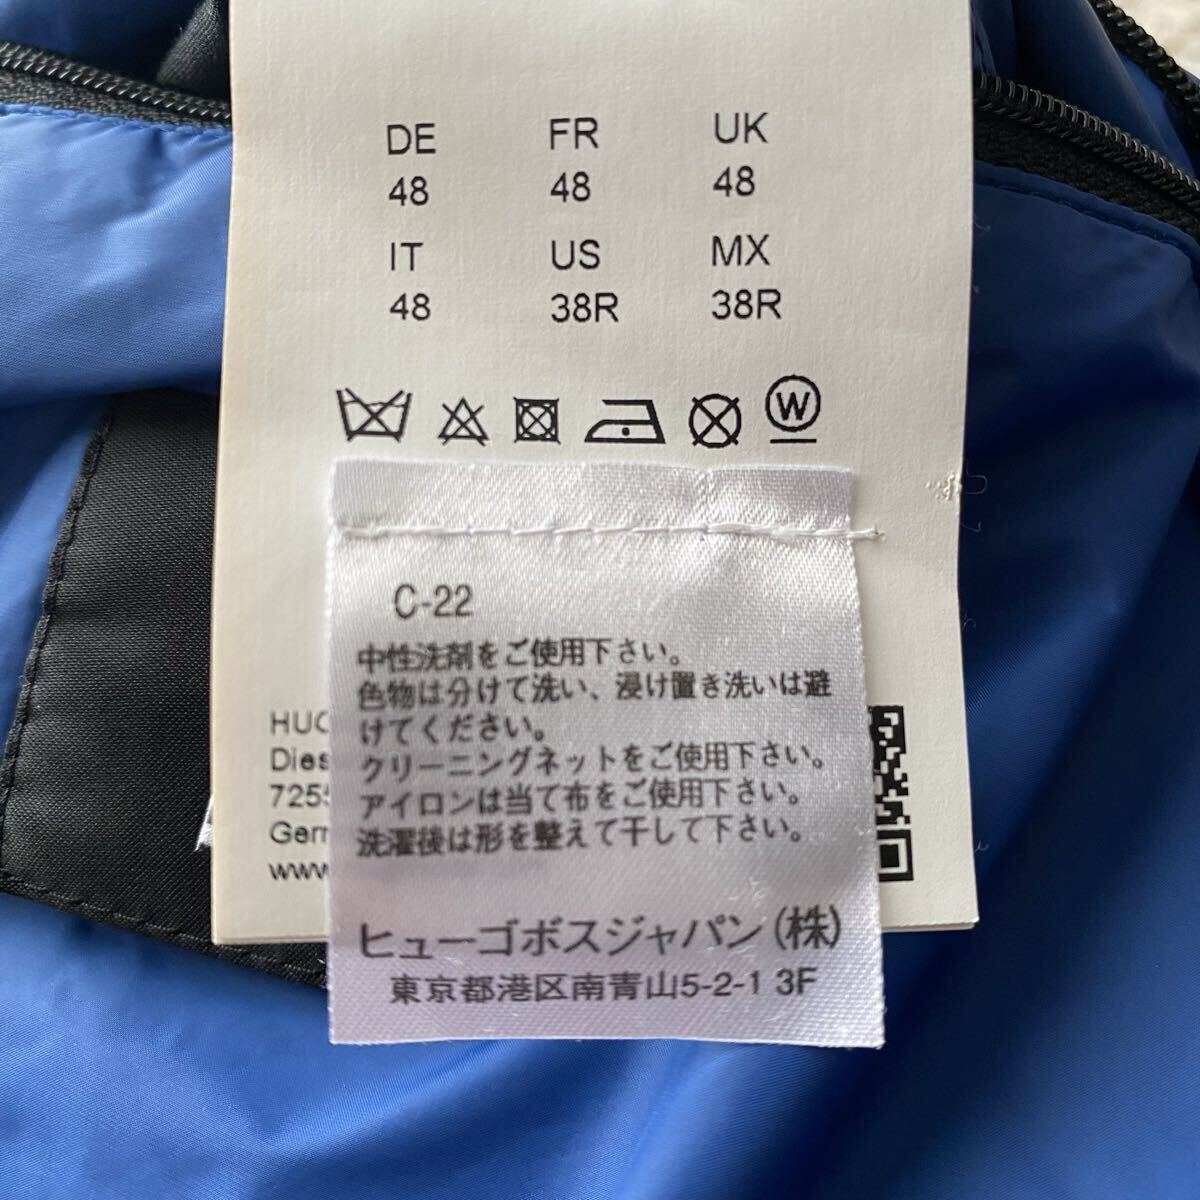 DE FR UK
48 48 48
IT US MX
48 38R 38R
W
C-22
中性洗剤をご使用下さい。
色物は分けて洗い、浸け置き洗いは避
けてください。
クリーニングネットをご使用下さい。
アイロンは当て布をご使用下さい。
洗濯後は形を整えて干して下さい。
ヒューゴボスジャパン(株)
東京都港区南青山5-2-1 3F
HUG
Dies
725
Germ
www